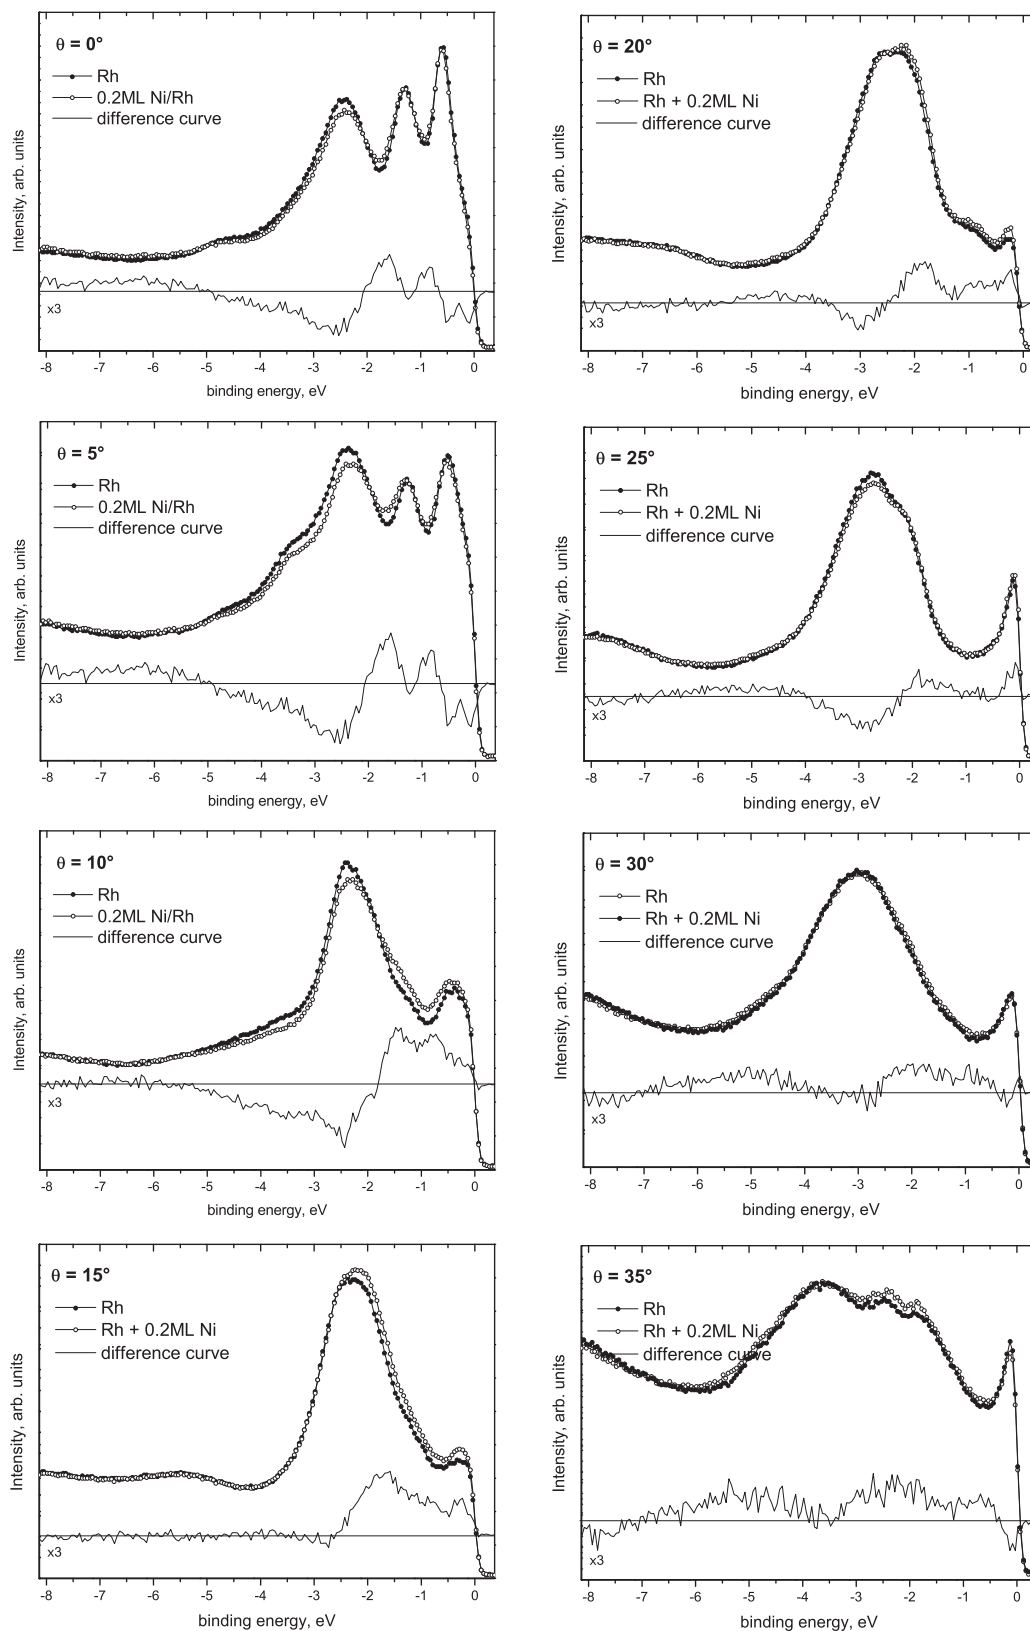 θ = 0°
Rh
0.2ML Ni/Rh
difference curve
Intensity, arb. units
x3
-8 -7 -6 -5 -4 -3 -2 -1 0
binding energy, eV
θ = 5°
Rh
0.2ML Ni/Rh
difference curve
Intensity, arb. units
x3
-8 -7 -6 -5 -4 -3 -2 -1 0
binding energy, eV
θ = 10°
Rh
0.2ML Ni/Rh
difference curve
Intensity, arb. units
x3
-8 -7 -6 -5 -4 -3 -2 -1 0
binding energy, eV
θ = 15°
Rh
Rh + 0.2ML Ni
difference curve
Intensity, arb. units
x3
-8 -7 -6 -5 -4 -3 -2 -1 0
binding energy, eV
θ = 20°
Rh
Rh + 0.2ML Ni
difference curve
Intensity, arb. units
x3
-8 -7 -6 -5 -4 -3 -2 -1 0
binding energy, eV
θ = 25°
Rh
Rh + 0.2ML Ni
difference curve
Intensity, arb. units
x3
-8 -7 -6 -5 -4 -3 -2 -1 0
binding energy, eV
θ = 30°
Rh
Rh + 0.2ML Ni
difference curve
Intensity, arb. units
x3
-8 -7 -6 -5 -4 -3 -2 -1 0
binding energy, eV
θ = 35°
Rh
Rh + 0.2ML Ni
difference curve
Intensity, arb. units
x3
-8 -7 -6 -5 -4 -3 -2 -1 0
binding energy, eV